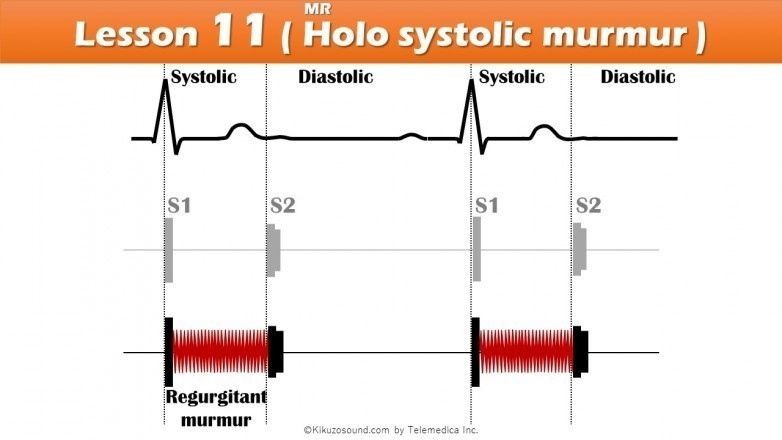 MR
Lesson 11 ( Holo systolic murmur )
Systolic Diastolic Systolic Diastolic
S1 S2 S1 S2
Regurgitant
murmur
©Kikuzosound.com by Telemedica Inc.